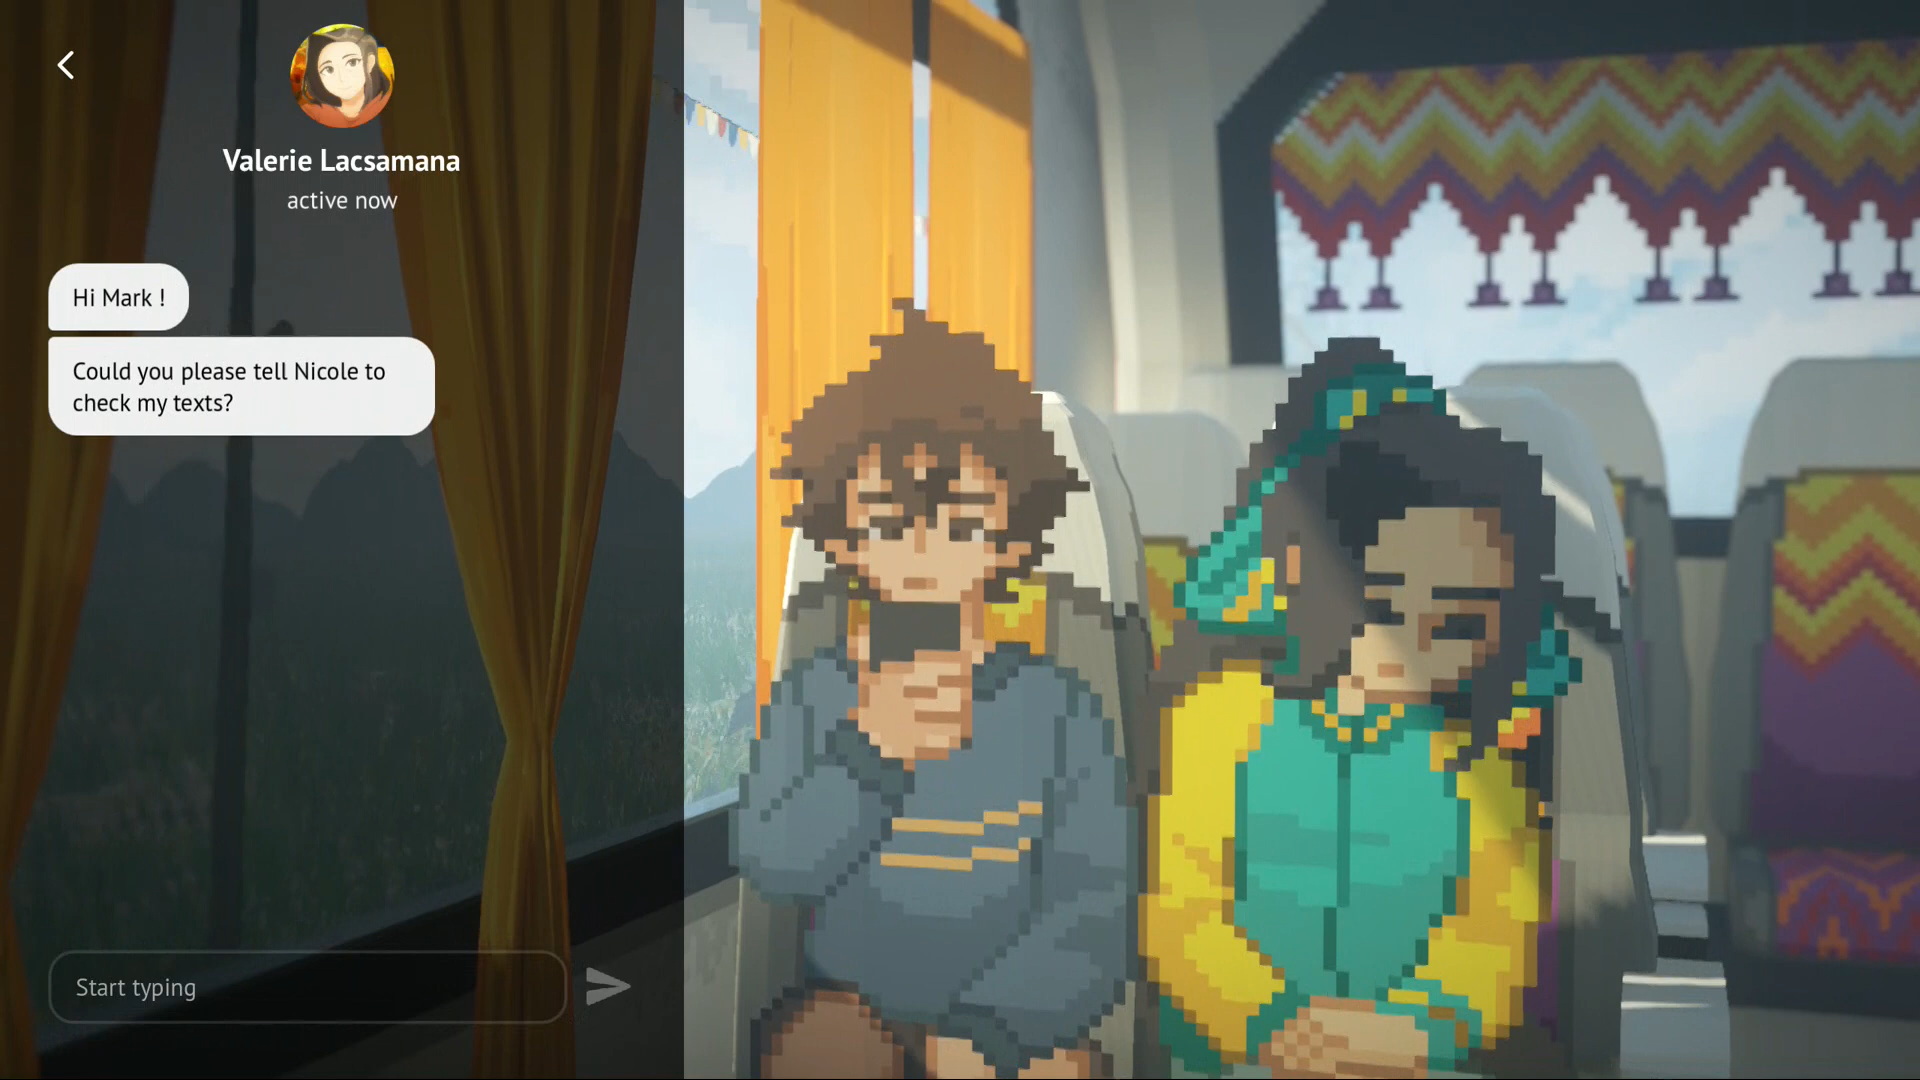 Valerie Lacsamana
active now
Hi Mark !
Could you please tell Nicole to
check my texts?
Start typing